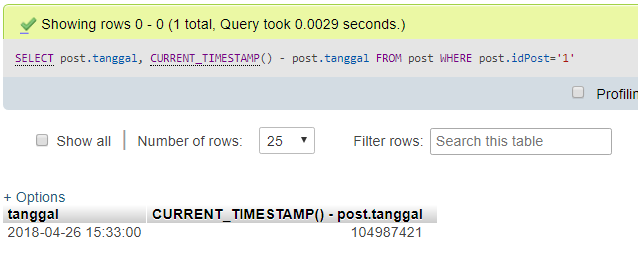 Showing rows 0 - 0 (1 total, Query took 0.0029 seconds.)
SELECT post.tanggal, CURRENT_TIMESTAMP() - post.tanggal FROM post WHERE post.idPost='1'
Profilin
Show all | Number of rows: 25 Filter rows: Search this table
+ Options
tanggal CURRENT_TIMESTAMP() - post.tanggal
2018-04-26 15:33:00 104987421